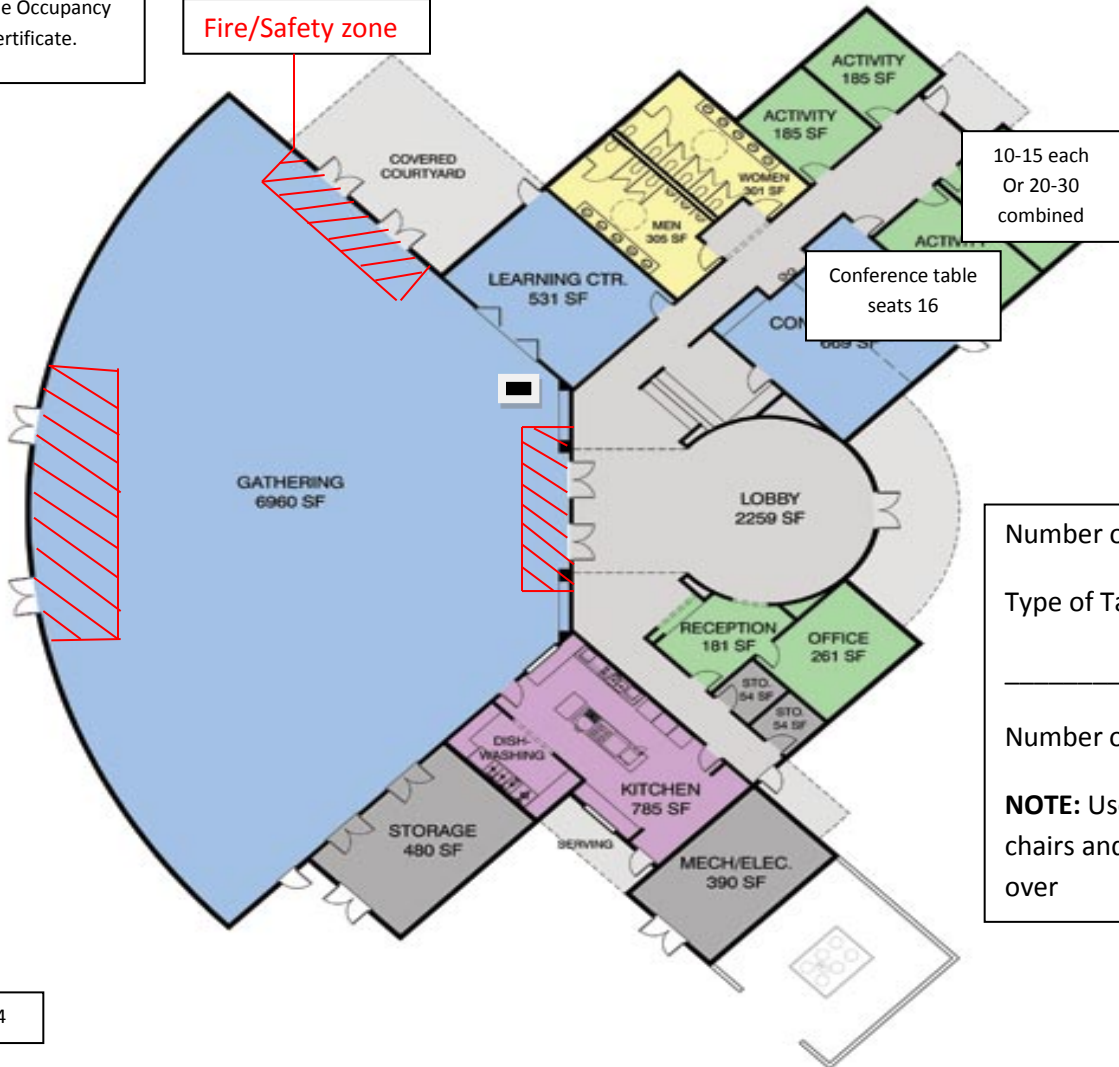 e Occupancy
ertificate.
Fire/Safety zone
ACTIVITY
185 SF
ACTIVITY
185 SF
COVERED
COURTYARD
WOMEN
301 SF
MEN
305 SF
10-15 each
Or 20-30
combined
ACTIVITY
LEARNING CTR.
531 SF
Conference table
seats 16
CON
669 SF
GATHERING
6960 SF
LOBBY
2259 SF
Number o
Type of Ta
Number o
NOTE: Us
chairs and
over
RECEPTION
181 SF
OFFICE
261 SF
STO.
54 SF
STO.
54 SF
DISH-
WASHING
KITCHEN
785 SF
STORAGE
480 SF
SERVING
MECH/ELEC.
390 SF
4